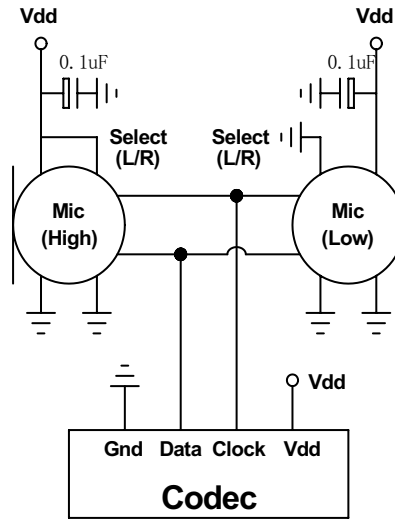 Vdd
Vdd
0.1uF
0.1uF
Select
(L/R)
Select
(L/R)
Mic
(High)
Mic
(Low)
Vdd
Gnd Data Clock Vdd
Codec